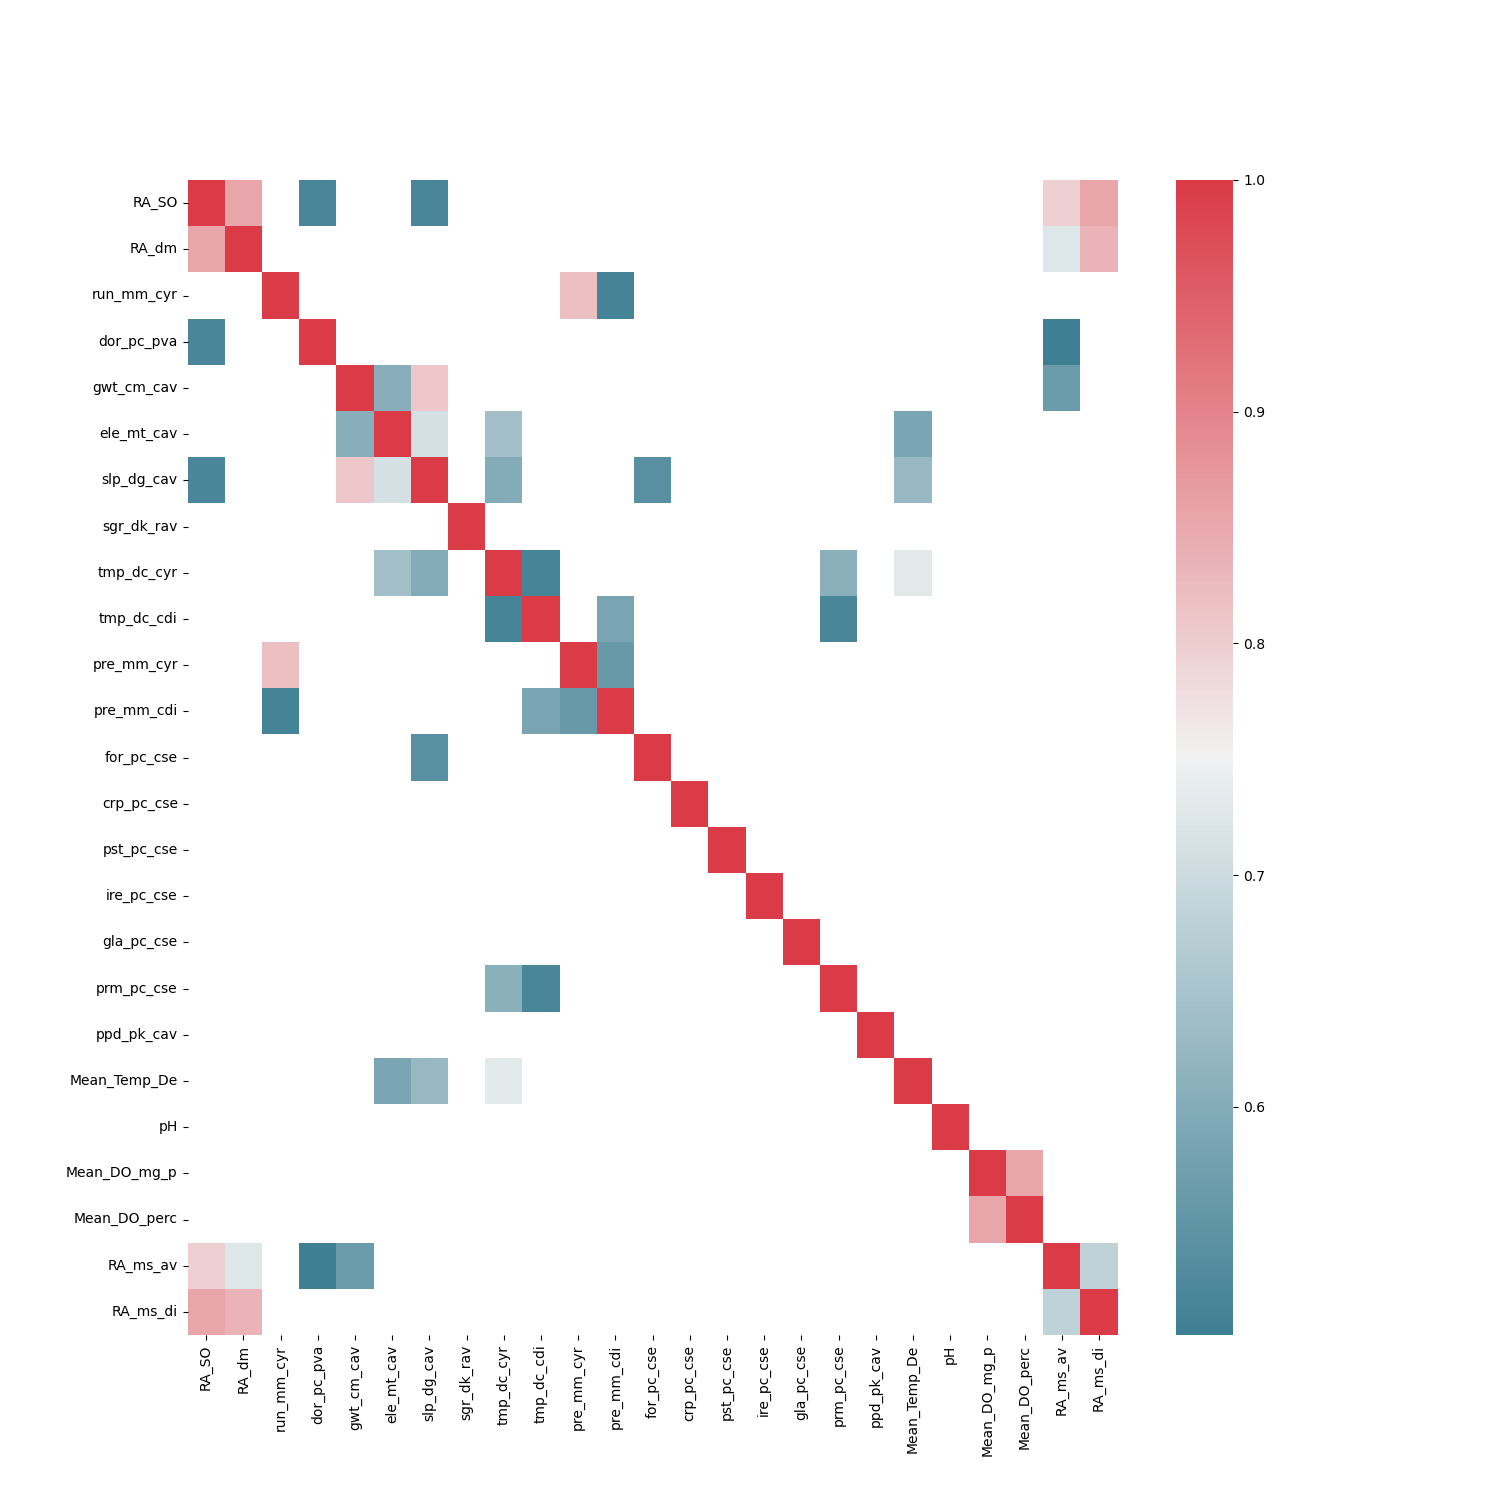 RA_SO
RA_dm
run_mm_cyr
dor_pc_pva
gwt_cm_cav
ele_mt_cav
slp_dg_cav
sgr_dk_rav
tmp_dc_cyr
tmp_dc_cdi
pre_mm_cyr
pre_mm_cdi
for_pc_cse
crp_pc_cse
pst_pc_cse
ire_pc_cse
gla_pc_cse
prm_pc_cse
ppd_pk_cav
Mean_Temp_De
pH
Mean_DO_mg_p
Mean_DO_perc
RA_ms_av
RA_ms_di
RA_SO
RA_dm
run_mm_cyr
dor_pc_pva
gwt_cm_cav
ele_mt_cav
slp_dg_cav
sgr_dk_rav
tmp_dc_cyr
tmp_dc_cdi
pre_mm_cyr
pre_mm_cdi
for_pc_cse
crp_pc_cse
pst_pc_cse
ire_pc_cse
gla_pc_cse
prm_pc_cse
ppd_pk_cav
Mean_Temp_De
pH
Mean_DO_mg_p
Mean_DO_perc
RA_ms_av
RA_ms_di
1.0
0.9
0.8
0.7
0.6